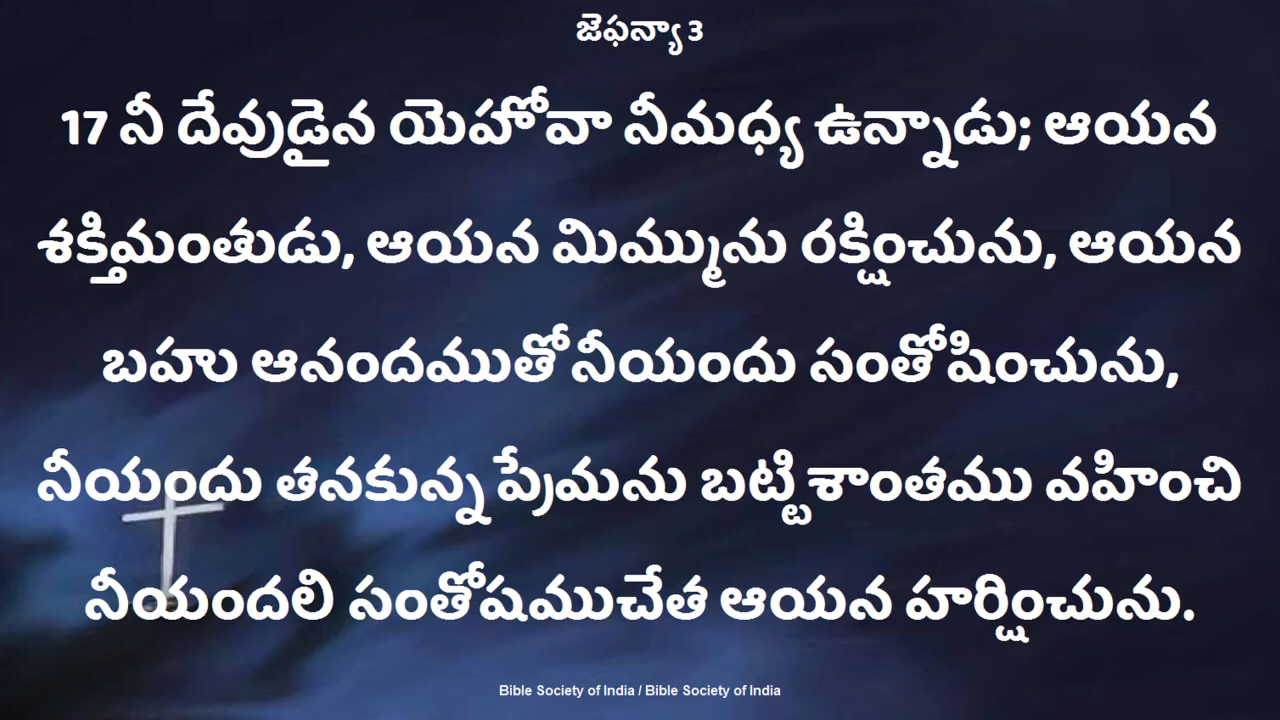 జెఫన్యా 3
17 నీ దేవుడైన యెహోవా నీమధ్య ఉన్నాడు; ఆయన
శక్తిమంతుడు, ఆయన మిమ్మును రక్షించును, ఆయన
బహు ఆనందముతో నీయందు సంతోషించును,
నీయందు తనకున్న ప్రేమను బట్టి శాంతము వహించి
నీయందలి సంతోషముచేత ఆయన హర్షించును.
Bible Society of India / Bible Society of India